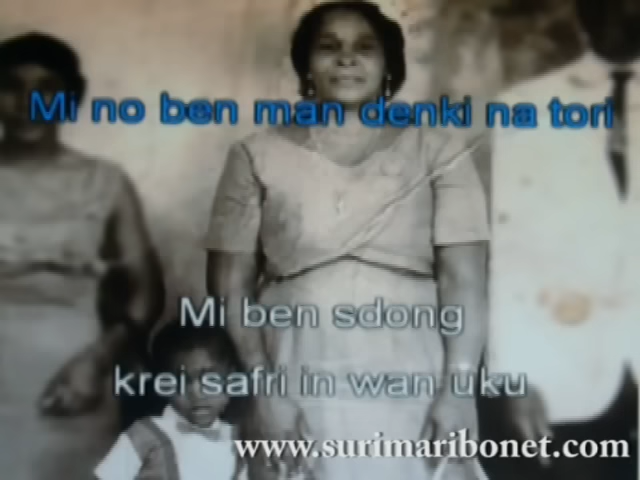 Mi no ben man denki na tori
Mi ben sdong
krei safri in wan uku
www.surimaribonet.com